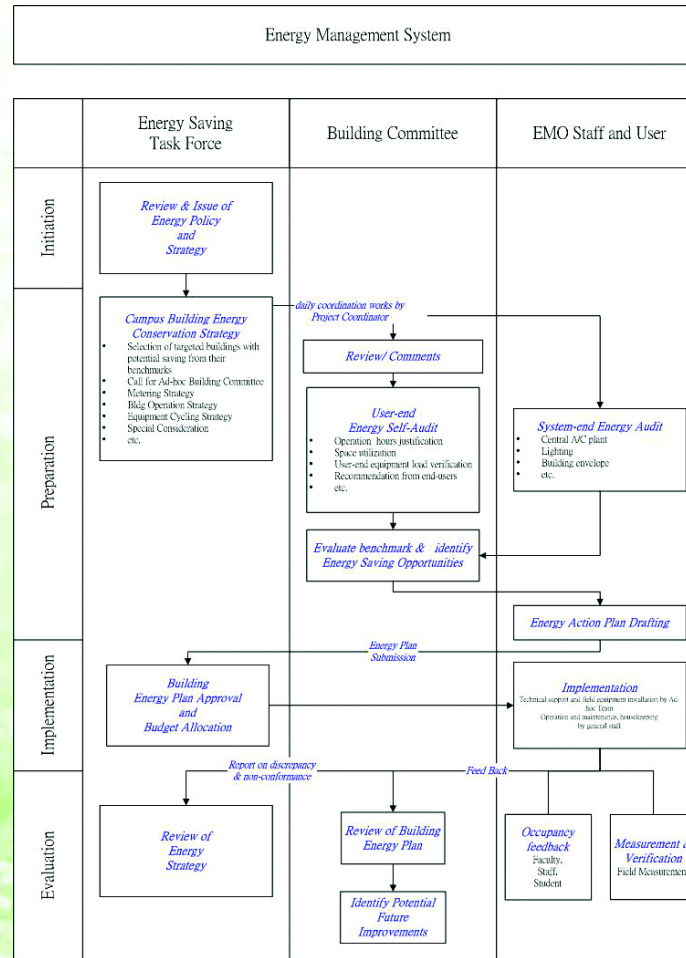 Energy Management System
Energy Saving
Task Force
Building Committee
EMO Staff and User
Initiation
Review & Issue of
Energy Policy
and
Strategy
Preparation
Campus Building Energy
Conservation Strategy
• Selection of targeted buildings with
potential saving from their
benchmarks
• Call for Ad-hoc Building Committee
• Metering Strategy
• Bldg Operation Strategy
• Equipment Cycling Strategy
• Special Consideration
• etc.
daily coordination works by
Project Coordinator
Review/ Comments
User-end
Energy Self-Audit
• Operation hours justification
• Space utilization
• User-end equipment load verification
• Recommendation from end-users
• etc.
System-end Energy Audit
• Central A/C plant
• Lighting
• Building envelope
• etc.
Evaluate benchmark & identify
Energy Saving Opportunities
Energy Action Plan Drafting
Energy Plan
Submission
Implementation
Building
Energy Plan Approval
and
Budget Allocation
Implementation
Technical support and field equipment installation by Ad-
hoc Team
Operation and maintenance, housekeeping
by general staff
Evaluation
Report on discrepancy
& non-conformance
Feed Back
Review of
Energy
Strategy
Review of Building
Energy Plan
Identify Potential
Future
Improvements
Occupancy
feedback
Faculty,
Staff,
Student
Measurement &
Verification
Field Measurement